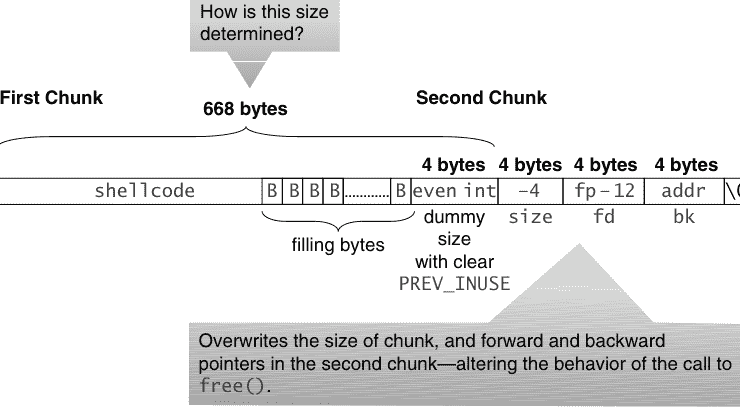 How is this size
determined?
First Chunk
668 bytes
Second Chunk
4 bytes 4 bytes 4 bytes 4 bytes
shellcode B B B B ............ B even int –4 fp–12 addr \0
filling bytes
dummy size fd bk
size
with clear
PREV_INUSE
Overwrites the size of chunk, and forward and backward
pointers in the second chunk—altering the behavior of the call to
free().